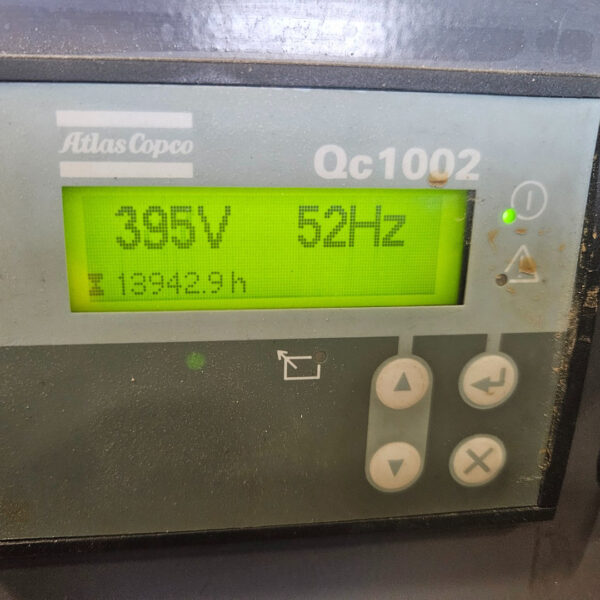 Atlas Copco
Qc1002
395V 52Hz
13942.9 h